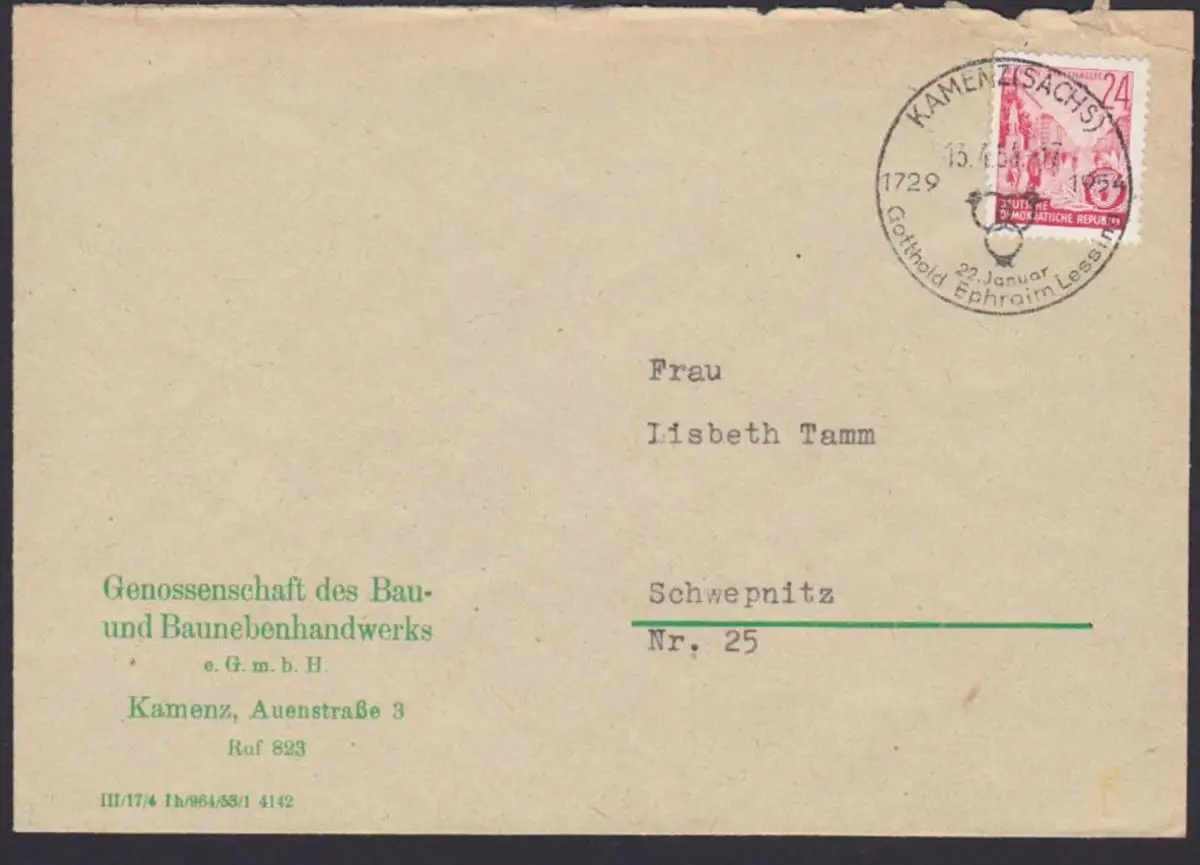 KAMENZ(SACHS)
1729 1954
22. Januar
Gotthold Ephraim Lessing
24
DEUTSCHE
DEMOKRATISCHE REPUBLIK
Frau
Lisbeth Tamm
Schwepnitz
Nr. 25
Genossenschaft des Bau-
und Baunebenhandwerks
e. G. m. b. H.
Kamenz, Auenstraße 3
Ruf 823
III/17/4 Ih/964/53/1 4142